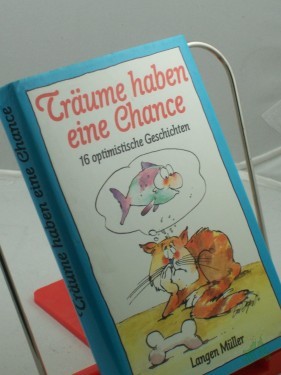 Träume haben
eine Chance
16 optimistische Geschichten
Langen Müller
Träume haben eine Chance